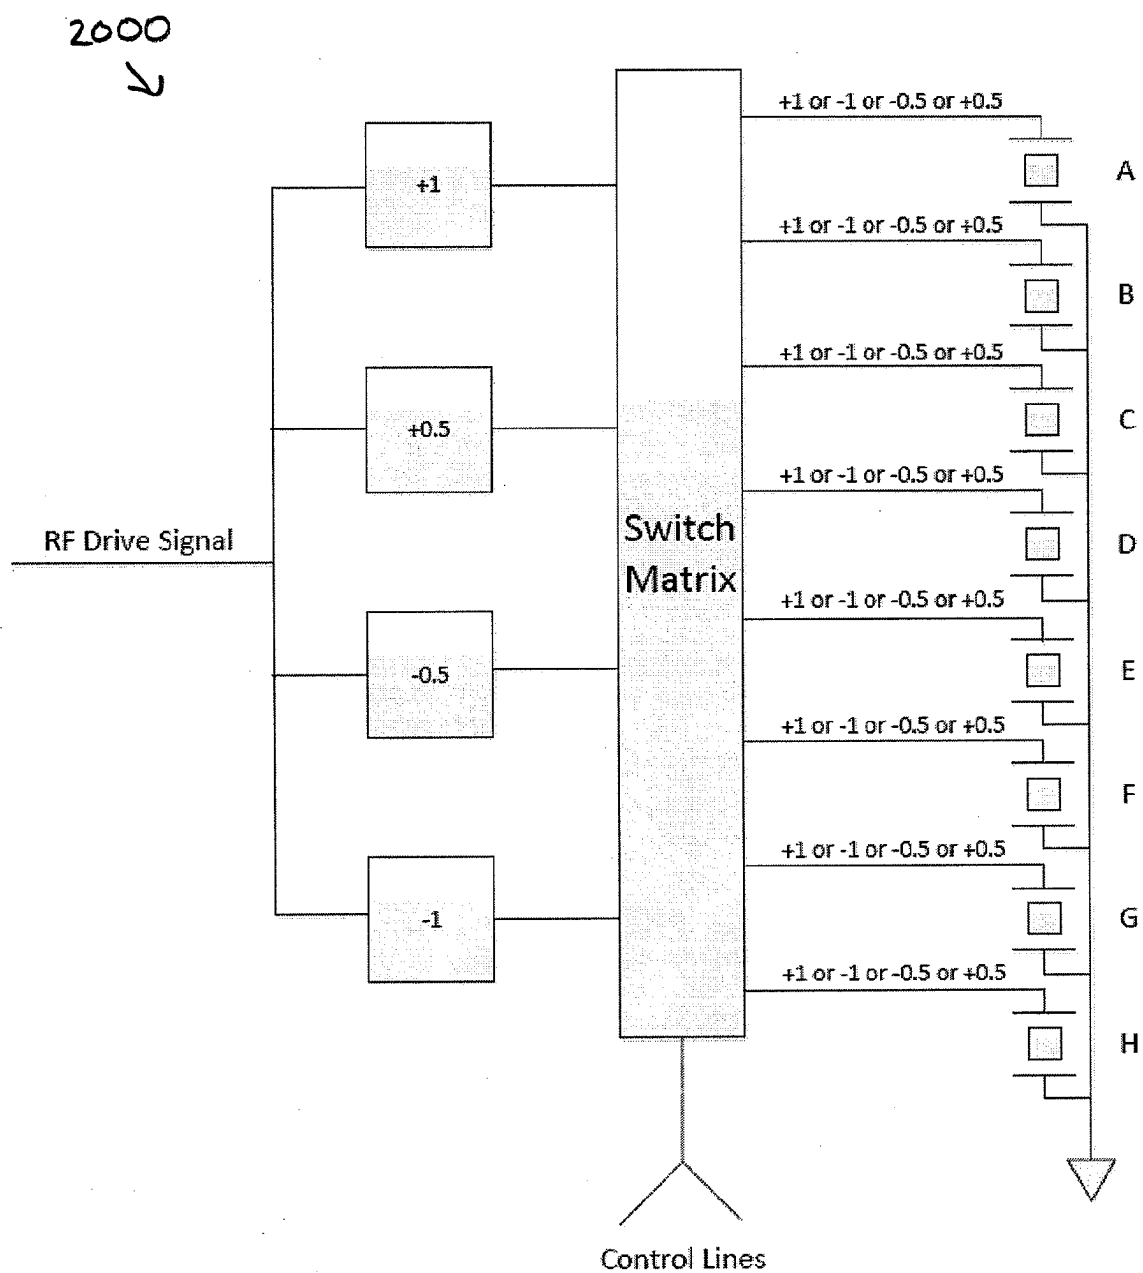 2000
+1 or -1 or -0.5 or +0.5
A
+1
+1 or -1 or -0.5 or +0.5
B
+1 or -1 or -0.5 or +0.5
C
+0.5
+1 or -1 or -0.5 or +0.5
RF Drive Signal
Switch
Matrix
D
+1 or -1 or -0.5 or +0.5
E
-0.5
+1 or -1 or -0.5 or +0.5
F
+1 or -1 or -0.5 or +0.5
G
-1
+1 or -1 or -0.5 or +0.5
H
Control Lines